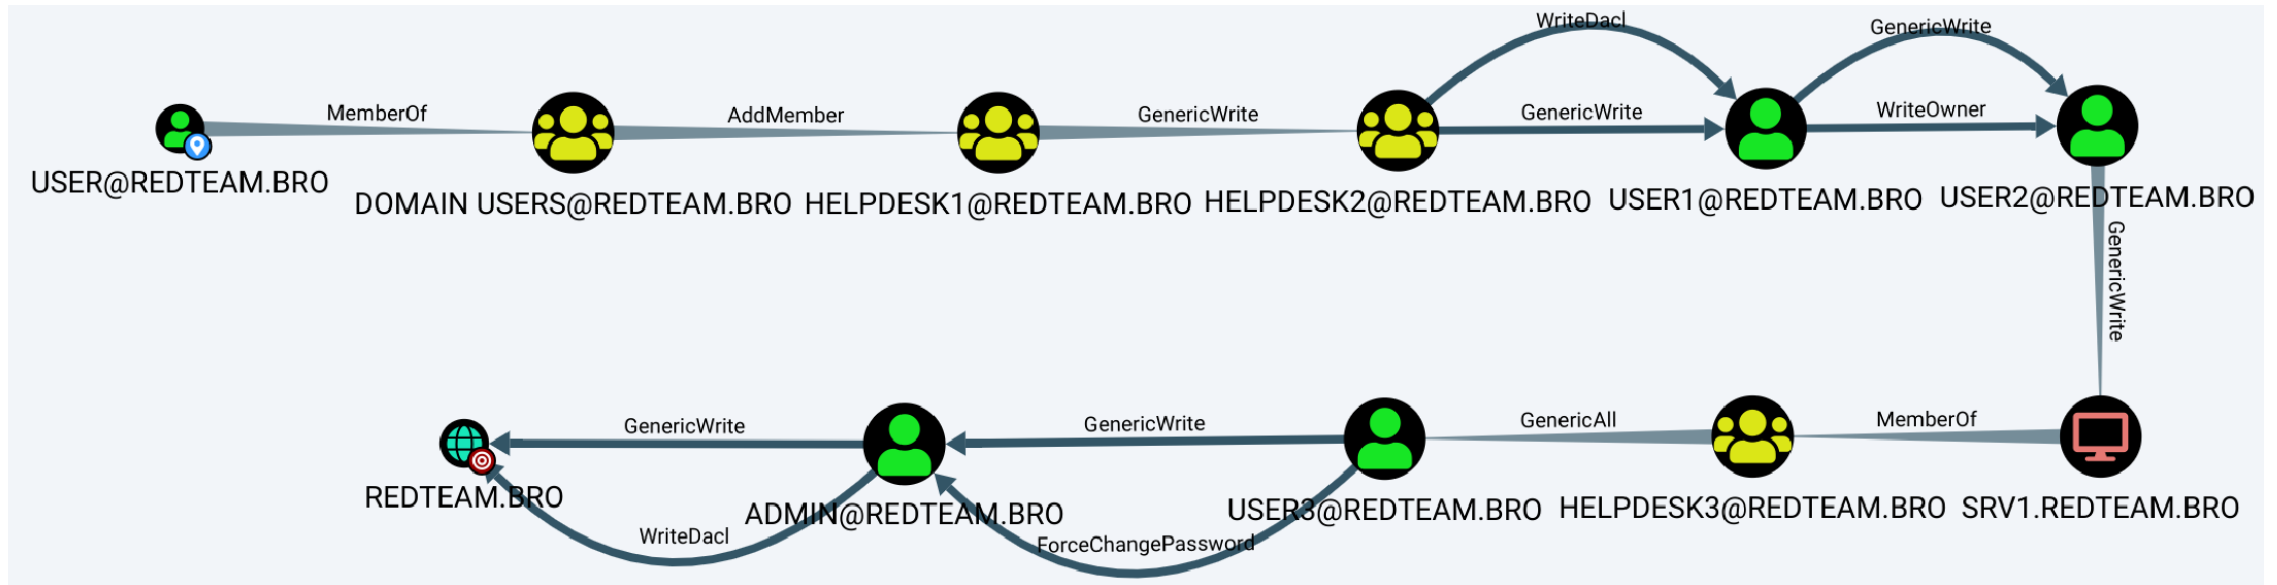 WriteDacl
GenericWrite
MemberOf
AddMember
GenericWrite
GenericWrite
WriteOwner
USER@REDTEAM.BRO
DOMAIN USERS@REDTEAM.BRO
HELPDESK1@REDTEAM.BRO
HELPDESK2@REDTEAM.BRO
USER1@REDTEAM.BRO
USER2@REDTEAM.BRO
GenericWrite
GenericWrite
GenericWrite
GenericAll
MemberOf
REDTEAM.BRO
ADMIN@REDTEAM.BRO
USER3@REDTEAM.BRO
HELPDESK3@REDTEAM.BRO
SRV1.REDTEAM.BRO
WriteDacl
ForceChangePassword